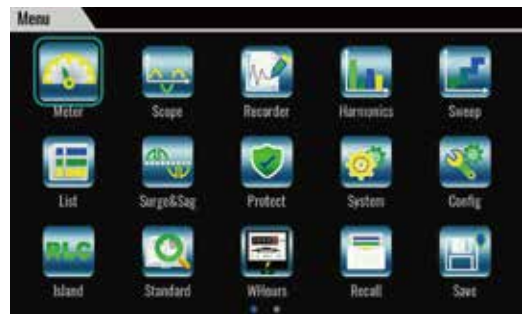 Menu
Meter Scope Recorder Harmonics Sweep
List Surge&Sag Protect System Config
RLC
Island Standard WHours Recall Save